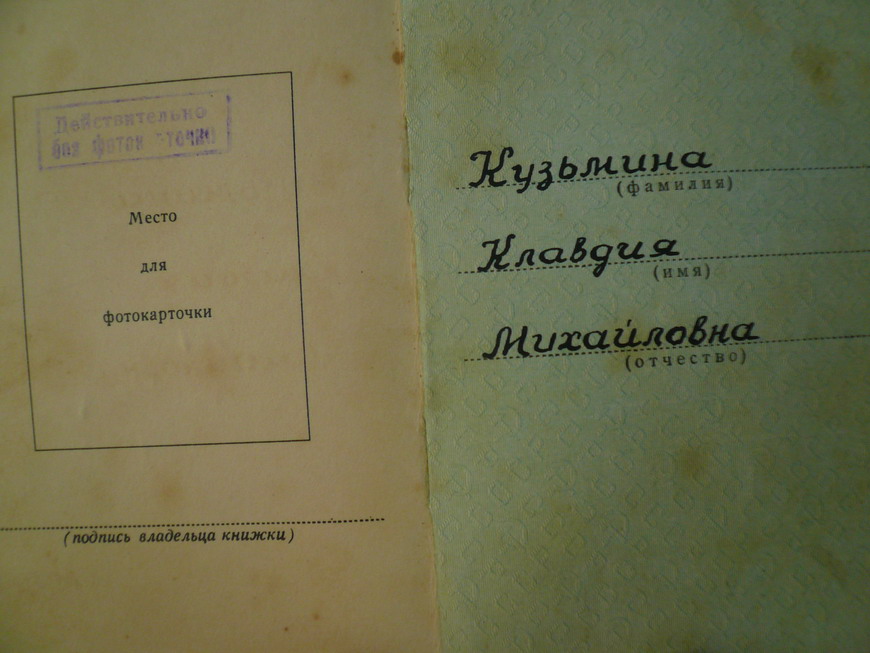 Действительно
без фотокарточки
Место
для
фотокарточки
(подпись владельца книжки)
Кузьмина
(фамилия)
Клавдия
(имя)
Михайловна
(отчество)